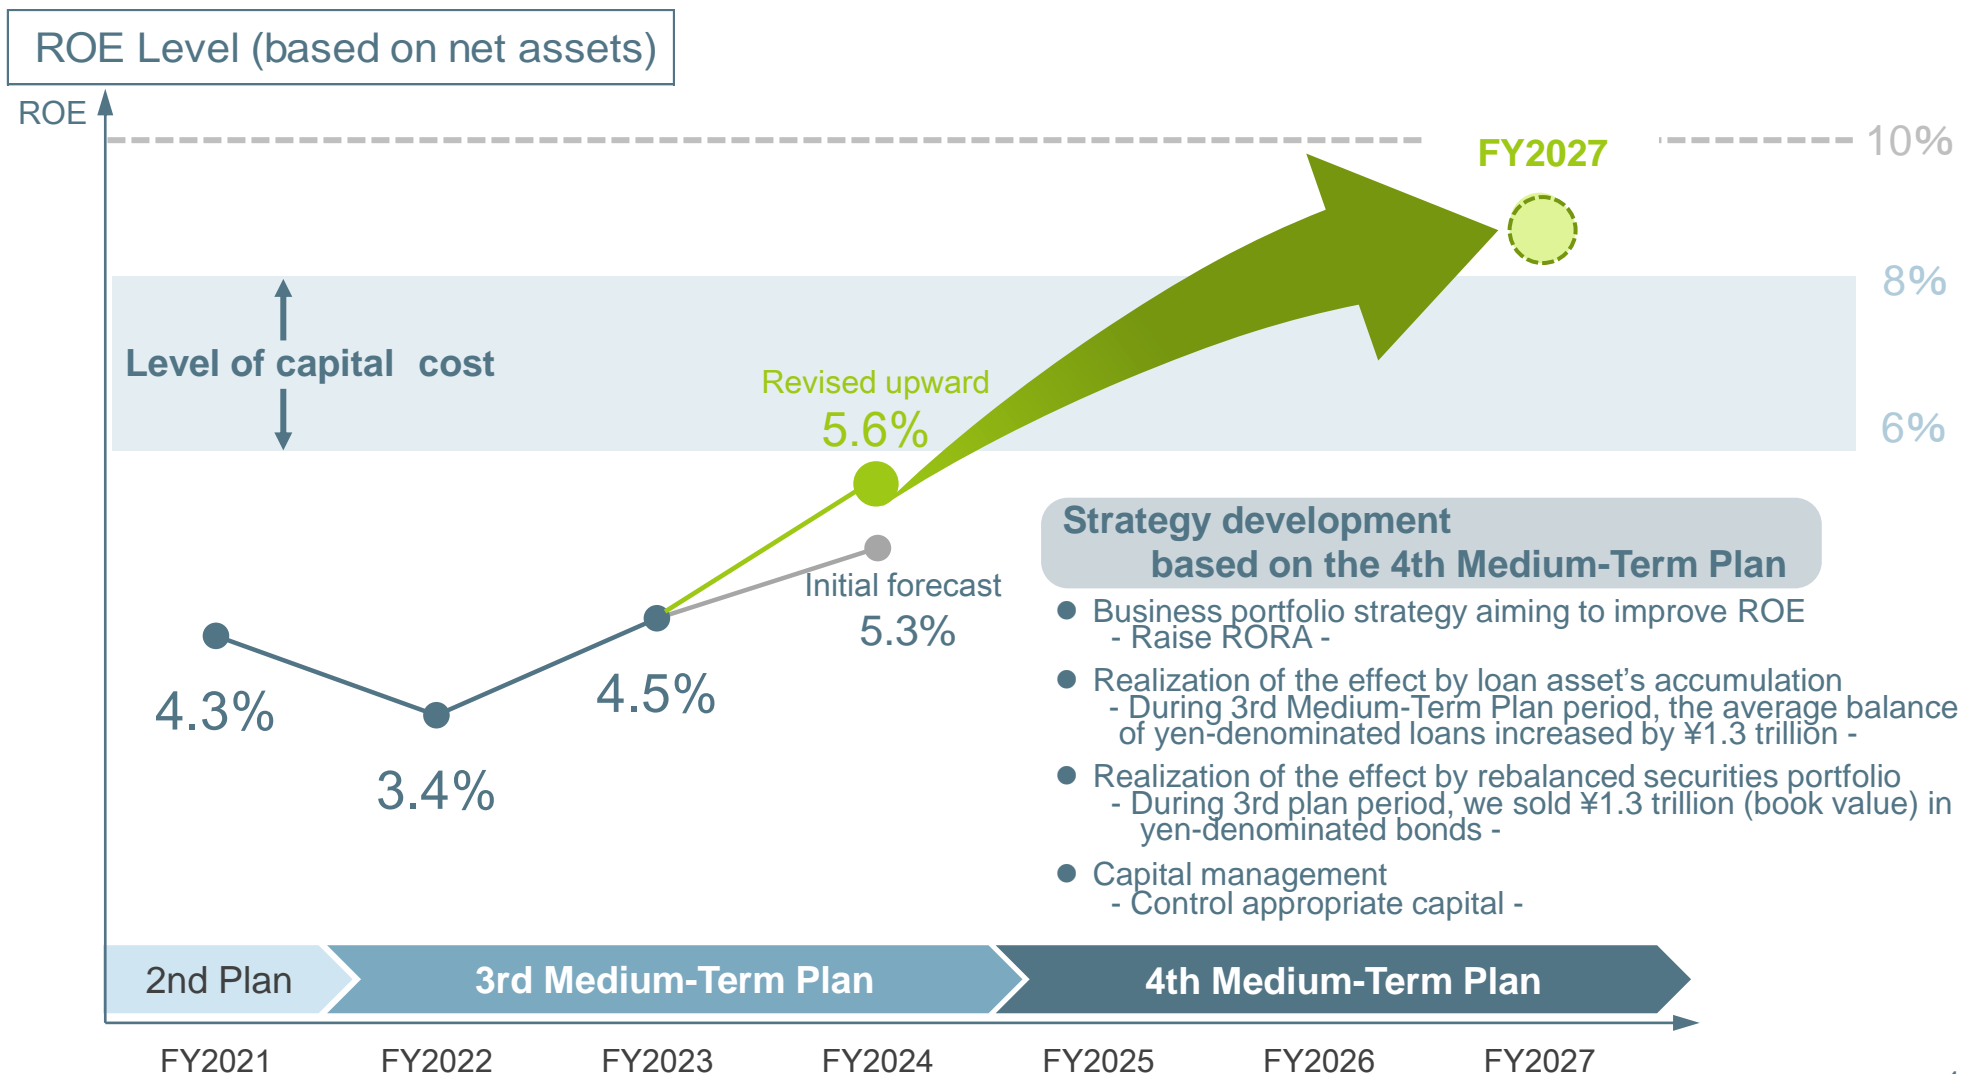 ROE Level (based on net assets)
ROE
10%
FY2027
8%
Level of capital cost
Revised upward
5.6%
6%
Initial forecast
5.3%
4.3%
3.4%
4.5%
Strategy development
based on the 4th Medium-Term Plan
● Business portfolio strategy aiming to improve ROE
- Raise RORA -
● Realization of the effect by loan asset's accumulation
- During 3rd Medium-Term Plan period, the average balance
of yen-denominated loans increased by ¥1.3 trillion -
● Realization of the effect by rebalanced securities portfolio
- During 3rd plan period, we sold ¥1.3 trillion (book value) in
yen-denominated bonds -
● Capital management
- Control appropriate capital -
2nd Plan
3rd Medium-Term Plan
4th Medium-Term Plan
FY2021 FY2022 FY2023 FY2024 FY2025 FY2026 FY2027